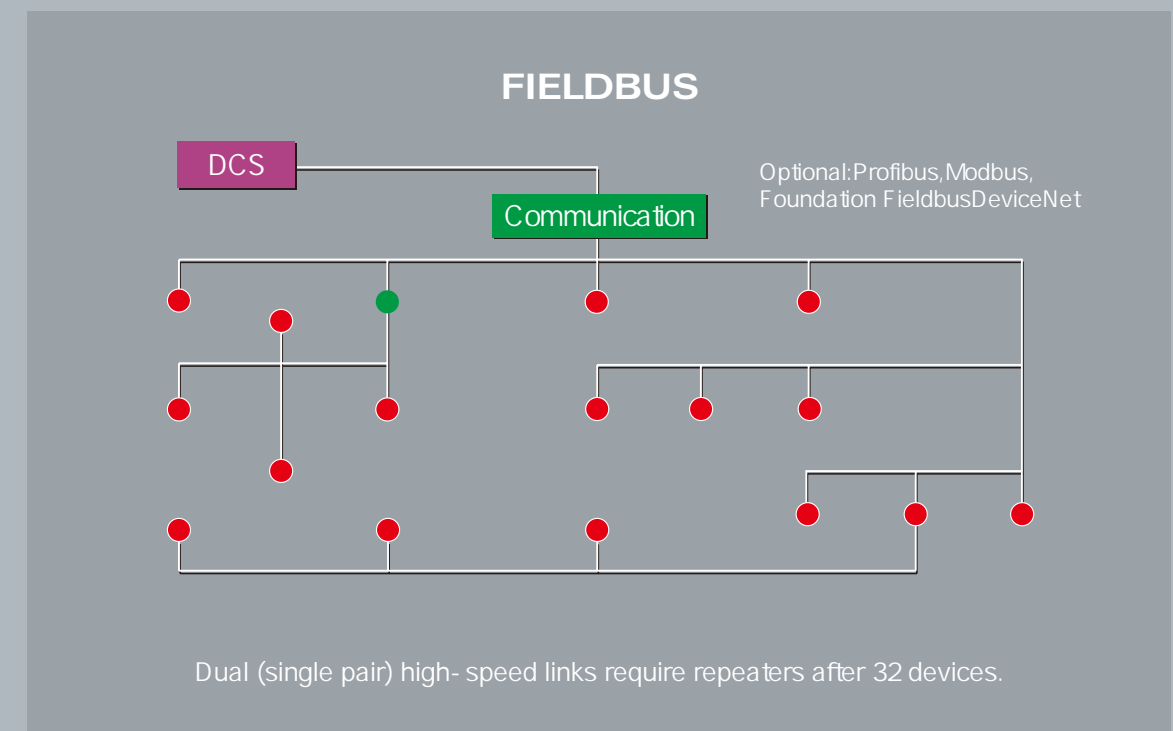 FIELDBUS
DCS
Optional:Profibus,Modbus,
Foundation FieldbusDeviceNet
Communication
Dual (single pair) high-speed links require repeaters after 32 devices.